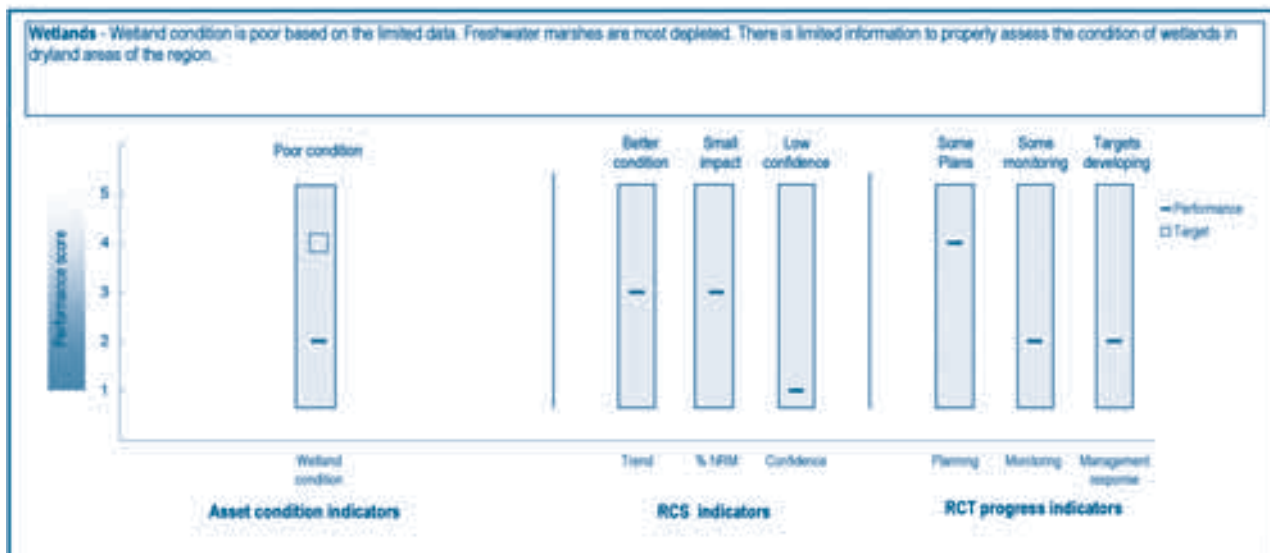 Wetlands - Wetland condition is poor based on the limited data. Freshwater marshes are most depleted. There is limited information to properly assess the condition of wetlands in
dryland areas of the region.
Poor condition
Better
condition
Small
impact
Low
confidence
Some
Plans
Some
monitoring
Targets
developing
Performance score
5
4
3
2
1
Performance
Target
Wetland
condition
Trend
% NRM
Confidence
Planning
Monitoring
Management
response
Asset condition indicators
RCS indicators
RCT progress indicators